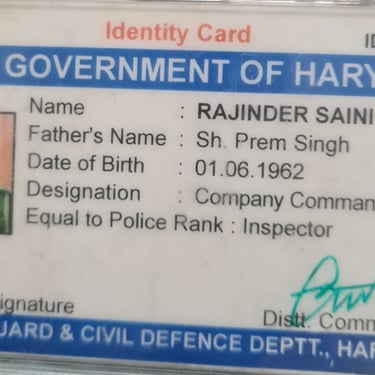 Identity Card
ID
GOVERNMENT OF HARY
Name : RAJINDER SAINI
Father's Name : Sh. Prem Singh
Date of Birth : 01.06.1962
Designation : Company Comman
Equal to Police Rank : Inspector
ignature
Distt. Comm
UARD & CIVIL DEFENCE DEPTT., HAR